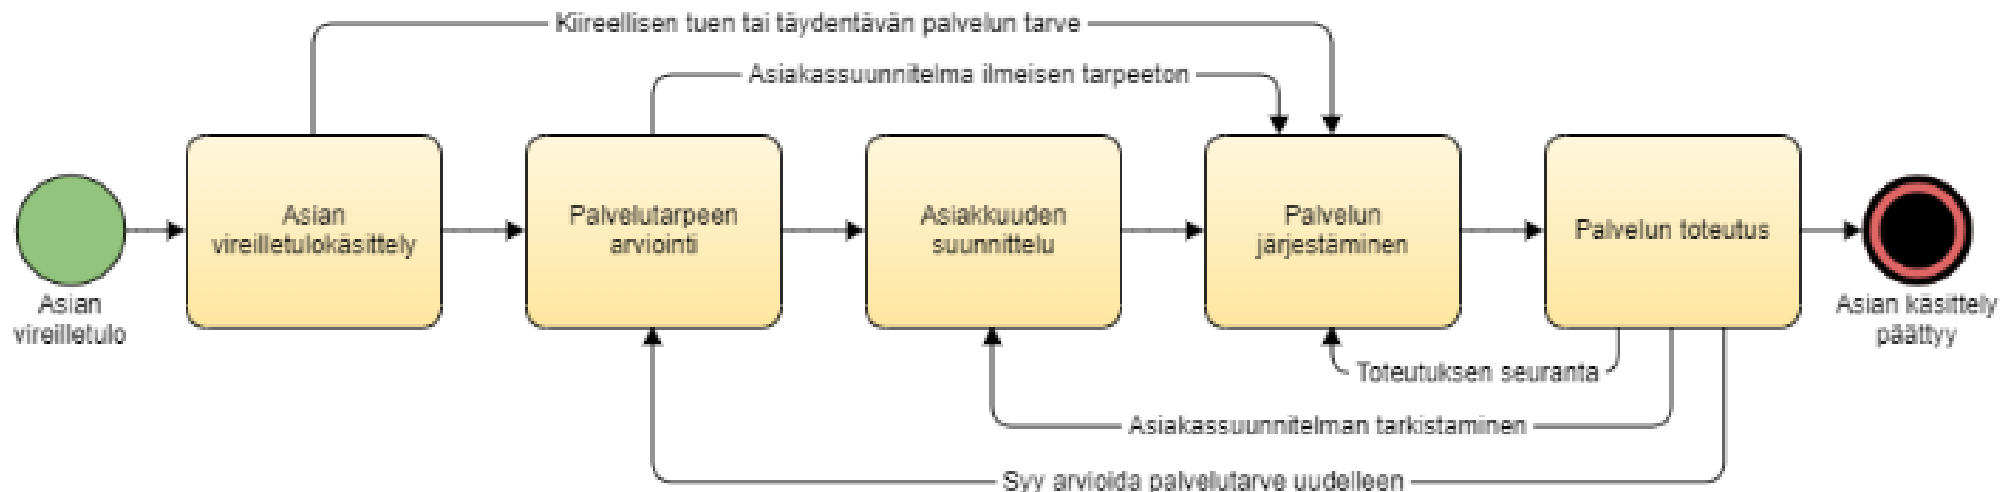 Kiireellisen tuen tai täydentävän palvelun tarve
Asiakassuunnitelma ilmeisen tarpeeton
Asian
vireilletulo
Asian
vireilletulokäsittely
Palvelutarpeen
arviointi
Asiakkuuden
suunnittelu
Palvelun
järjestäminen
Palvelun toteutus
Asian käsittely
päättyy
Toteutuksen seuranta
Asiakassuunnitelman tarkistaminen
Syy arvioida palvelutarve uudelleen